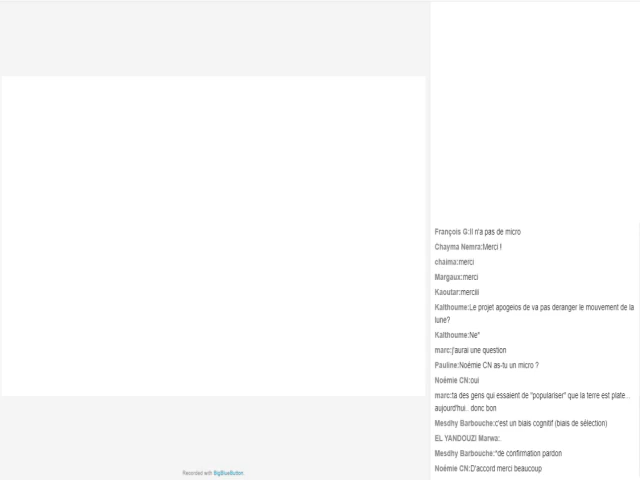 François G:Il n'a pas de micro
Chayma Nemra:Merci !
chaima:merci
Margaux:merci
Kaoutar:merciii
Kalthoume:Le projet apogeios de va pas deranger le mouvement de la
lune?
Kalthoume:Ne*
marc:j'aurai une question
Pauline:Noémie CN as-tu un micro ?
Noémie CN:oui
marc:ta des gens qui essaient de "populariser" que la terre est plate...
aujourd'hui.. donc bon
Mesdhy Barbouche:c'est un biais cognitif (biais de sélection)
EL YANDOUZI Marwa:.
Mesdhy Barbouche:*de confirmation pardon
Noémie CN:D'accord merci beaucoup
Recorded with BigBlueButton